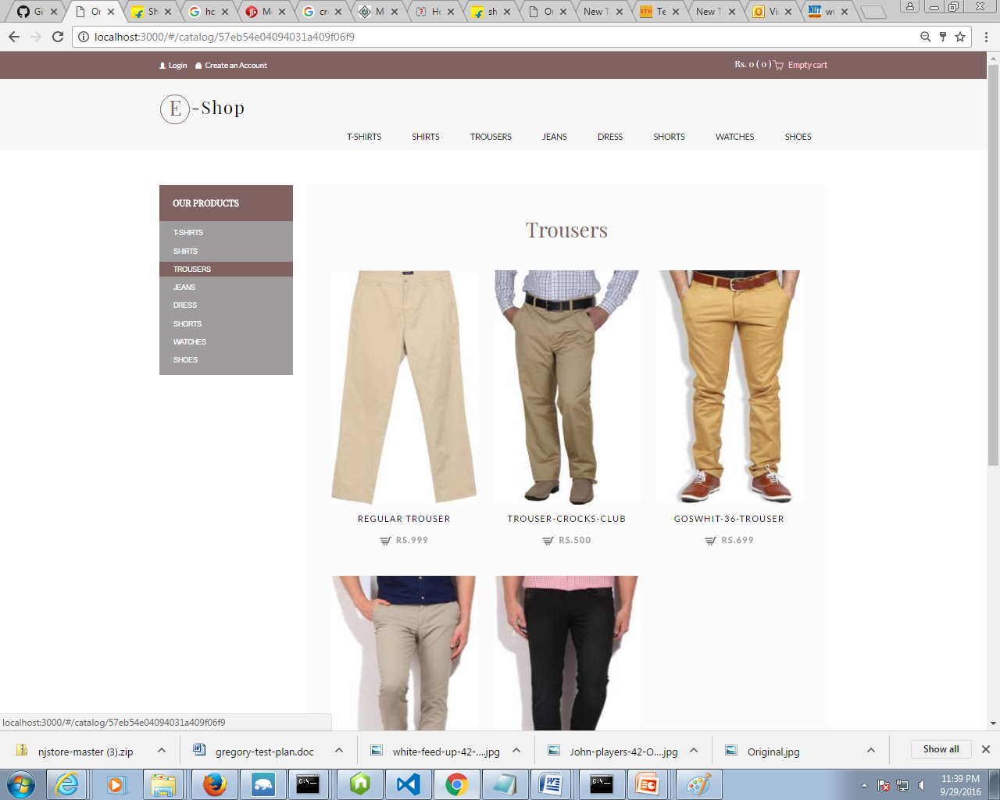 Gi
Or
Sh
hc
M
cr
M
Ho
sh
Or
New T
Te
New T
Vi
w
localhost:3000/#/catalog/57eb54e04094031a409f06f9
Login Create an Account
Rs. 0 ( 0 ) Empty cart
E-Shop
T-SHIRTS SHIRTS TROUSERS JEANS DRESS SHORTS WATCHES SHOES
OUR PRODUCTS
T-SHIRTS
SHIRTS
TROUSERS
JEANS
DRESS
SHORTS
WATCHES
SHOES
Trousers
REGULAR TROUSER
RS.999
TROUSER-CROCKS-CLUB
RS.500
GOSWHIT-36-TROUSER
RS.699
localhost:3000/#/catalog/57eb54e04094031a409f06f9
njstore-master (3).zip
gregory-test-plan.doc
white-feed-up-42-....jpg
John-players-42-O....jpg
Original.jpg
Show all
11:39 PM
9/29/2016